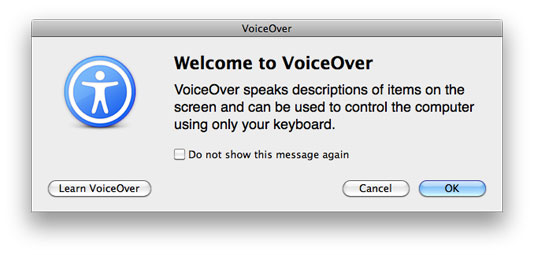 VoiceOver
Welcome to VoiceOver
VoiceOver speaks descriptions of items on the
screen and can be used to control the computer
using only your keyboard.
Do not show this message again
Learn VoiceOver
Cancel
OK